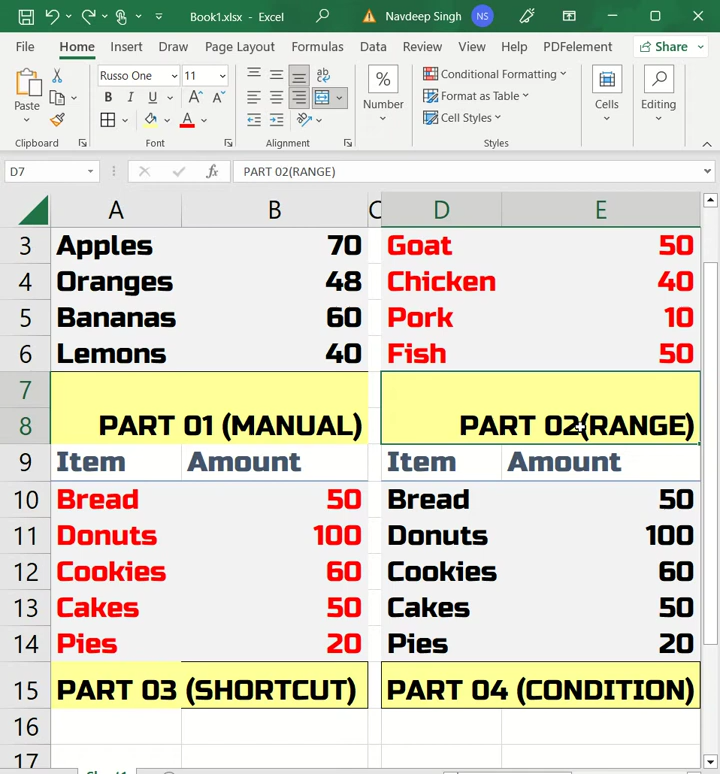 Book1.xlsx - Excel
Navdeep Singh
NS
File Home Insert Draw Page Layout Formulas Data Review View Help PDFelement Share
Paste
Russo One 11
B I U A A
A
ab
Number
Conditional Formatting
Format as Table
Cell Styles
Cells
Editing
Clipboard Font Alignment Styles
D7 fx PART 02(RANGE)
A B C D E
3 Apples 70 Goat 50
4 Oranges 48 Chicken 40
5 Bananas 60 Pork 10
6 Lemons 40 Fish 50
7
8 PART 01 (MANUAL) PART 02(RANGE)
9 Item Amount Item Amount
10 Bread 50 Bread 50
11 Donuts 100 Donuts 100
12 Cookies 60 Cookies 60
13 Cakes 50 Cakes 50
14 Pies 20 Pies 20
15 PART 03 (SHORTCUT) PART 04 (CONDITION)
16
17
Sheet1